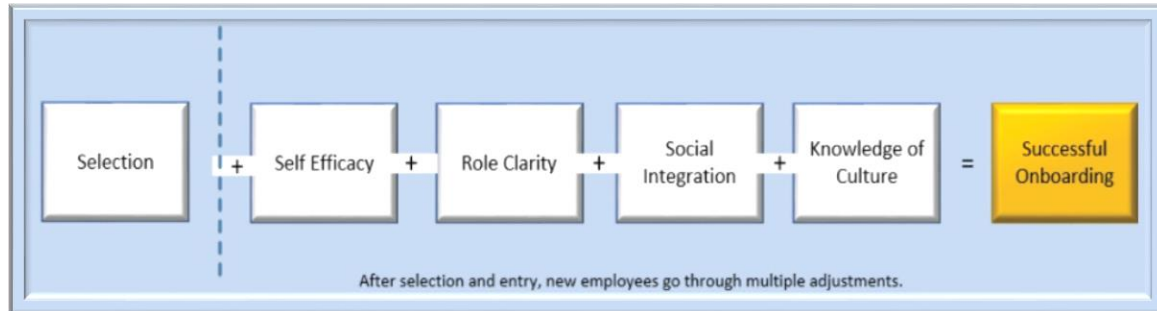 Selection
+
Self Efficacy
+
Role Clarity
+
Social
Integration
+
Knowledge of
Culture
=
Successful
Onboarding
After selection and entry, new employees go through multiple adjustments.